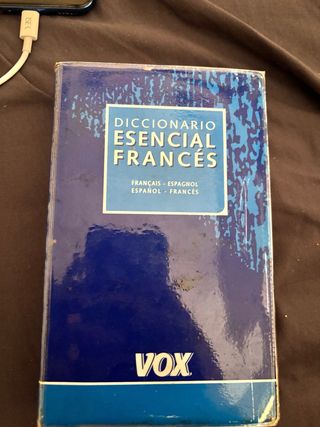 DICCIONARIO
ESENCIAL
FRANCÉS
FRANÇAIS - ESPAGNOL
ESPAÑOL - FRANCÉS
VOX